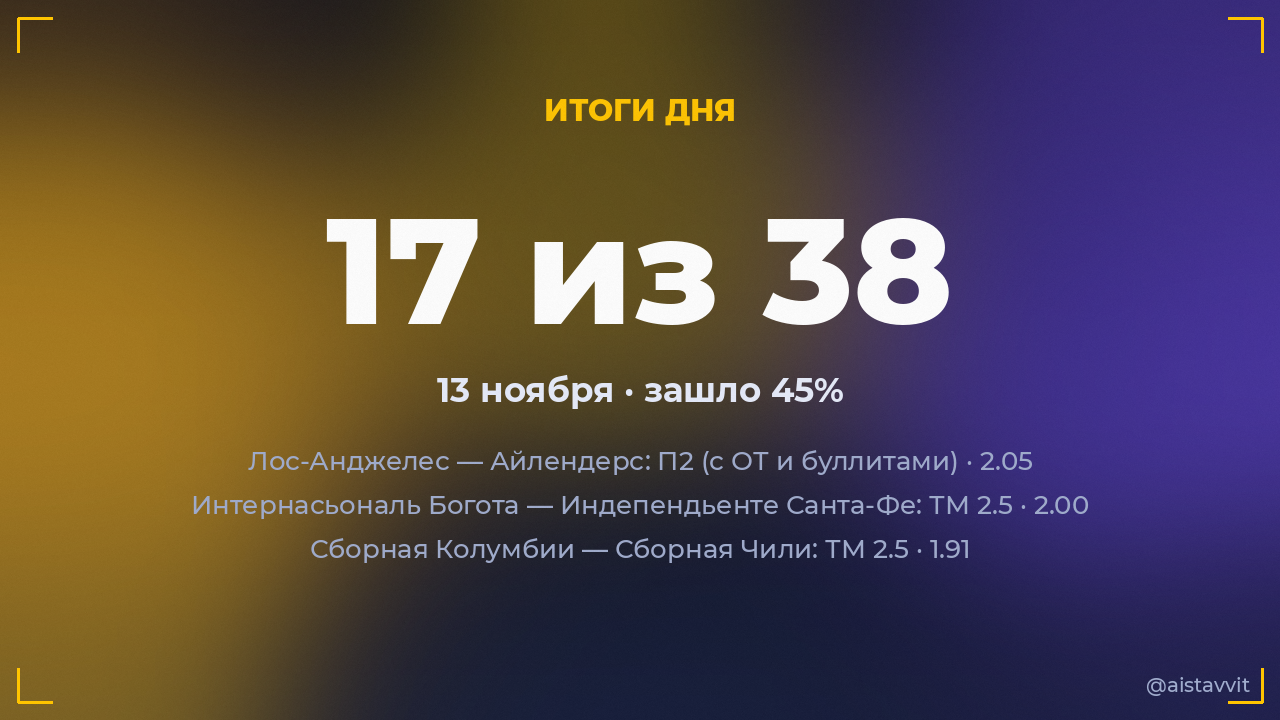 ИТОГИ ДНЯ
17 из 38
13 ноября · зашло 45%
Лос-Анджелес — Айлендерс: П2 (с ОТ и буллитами) · 2.05
Интернасьональ Богота — Индепендьенте Санта-Фе: ТМ 2.5 · 2.00
Сборная Колумбии — Сборная Чили: ТМ 2.5 · 1.91
@aistavvit